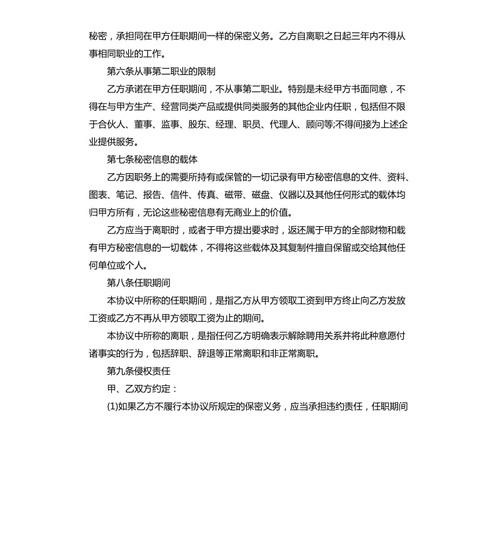 秘密，承担同在甲方任职期间一样的保密义务。乙方自离职之日起三年内不得从
事相同职业的工作。
第六条从事第二职业的限制
乙方承诺在甲方任职期间，不从事第二职业。特别是未经甲方书面同意，不
得在与甲方生产、经营同类产品或提供同类服务的其他企业内任职，包括但不限
于合伙人、董事、监事、股东、经理、职员、代理人、顾问等;不得间接为上述企
业提供服务。
第七条秘密信息的载体
乙方因职务上的需要所持有或保管的一切记录有甲方秘密信息的文件、资料、
图表、笔记、报告、信件、传真、磁带、磁盘、仪器以及其他任何形式的载体均
归甲方所有，无论这些秘密信息有无商业上的价值。
乙方应当于离职时，或者于甲方提出要求时，返还属于甲方的全部财物和载
有甲方秘密信息的一切载体，不得将这些载体及其复制件擅自保留或交给其他任
何单位或个人。
第八条任职期间
本协议中所称的任职期间，是指乙方从甲方领取工资到甲方终止向乙方发放
工资或乙方不再从甲方领取工资为止的期间。
本协议中所称的离职，是指任何乙方明确表示解除聘用关系并将此种意愿付
诸事实的行为，包括辞职、辞退等正常离职和非正常离职。
第九条侵权责任
甲、乙双方约定：
(1)如果乙方不履行本协议所规定的保密义务，应当承担违约责任，任职期间